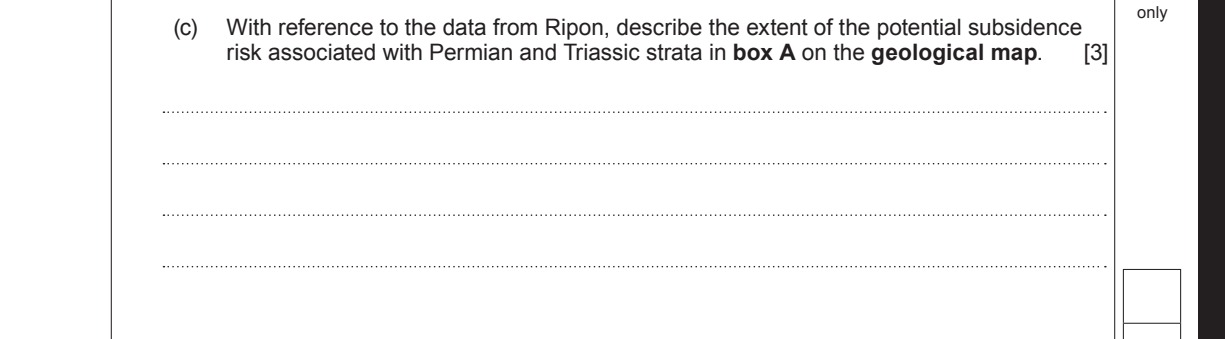 only
(c) With reference to the data from Ripon, describe the extent of the potential subsidence
risk associated with Permian and Triassic strata in box A on the geological map. [3]